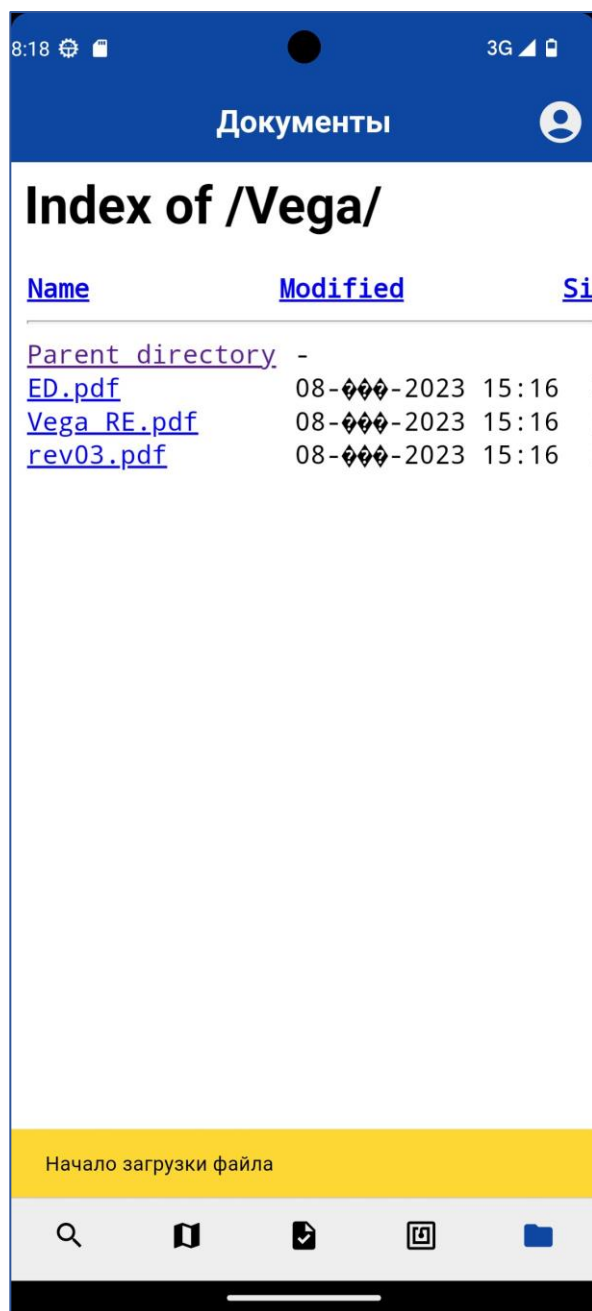 8:18 3G
Документы
Index of /Vega/
Name Modified Si
Parent directory -
ED.pdf 08-���-2023 15:16
Vega RE.pdf 08-���-2023 15:16
rev03.pdf 08-���-2023 15:16
Начало загрузки файла